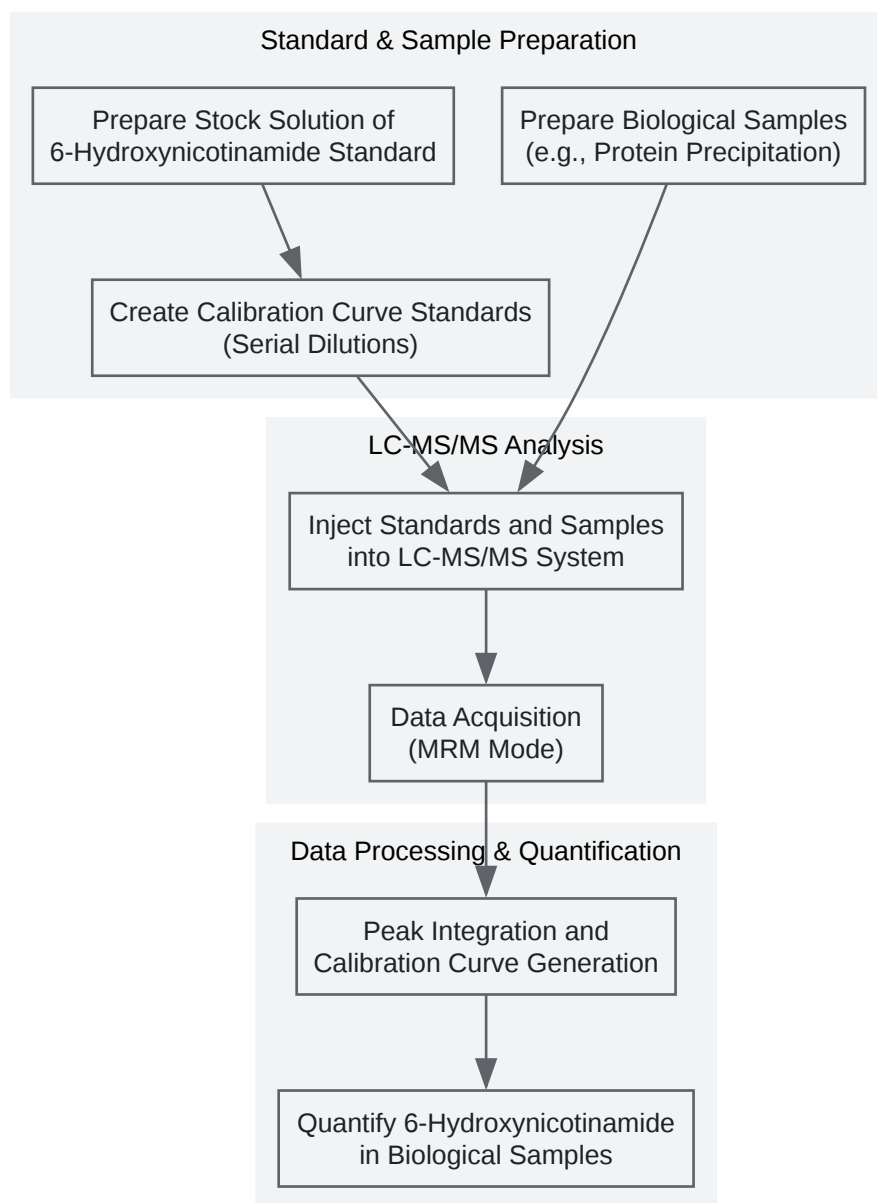 Standard & Sample Preparation
Prepare Stock Solution of
6-Hydroxynicotinamide Standard
Prepare Biological Samples
(e.g., Protein Precipitation)
Create Calibration Curve Standards
(Serial Dilutions)
LC-MS/MS Analysis
Inject Standards and Samples
into LC-MS/MS System
Data Acquisition
(MRM Mode)
Data Processing & Quantification
Peak Integration and
Calibration Curve Generation
Quantify 6-Hydroxynicotinamide
in Biological Samples